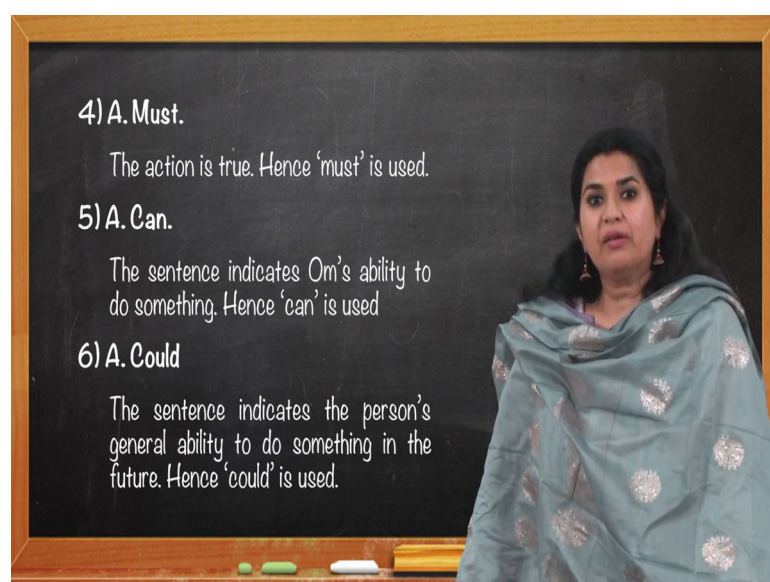 4) A. Must.
The action is true. Hence ‘must’ is used.
5) A. Can.
The sentence indicates Om’s ability to
do something. Hence ‘can’ is used
6) A. Could
The sentence indicates the person’s
general ability to do something in the
future. Hence ‘could’ is used.